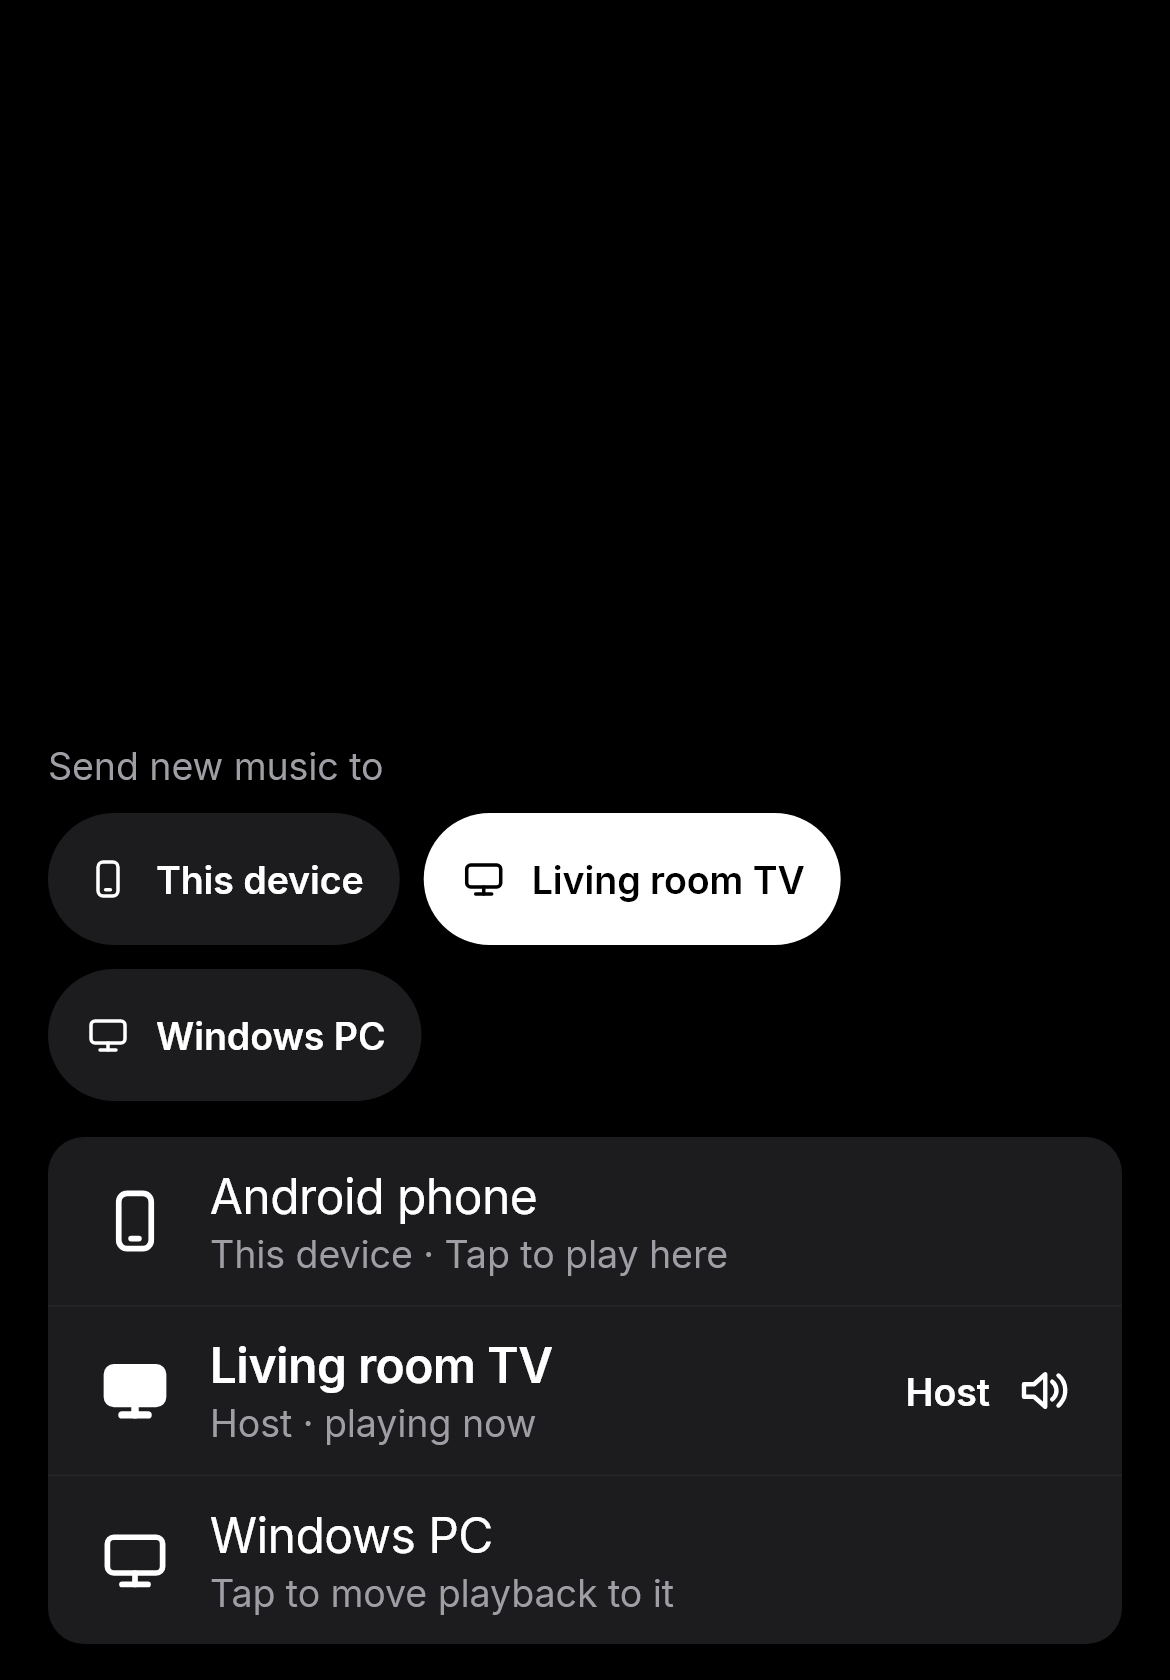 Send new music to
This device
Living room TV
Windows PC
Android phone
This device · Tap to play here
Living room TV
Host · playing now
Host
Windows PC
Tap to move playback to it